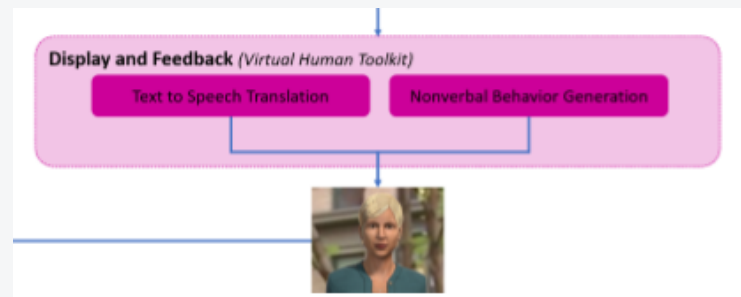 Display and Feedback (Virtual Human Toolkit)
Text to Speech Translation
Nonverbal Behavior Generation